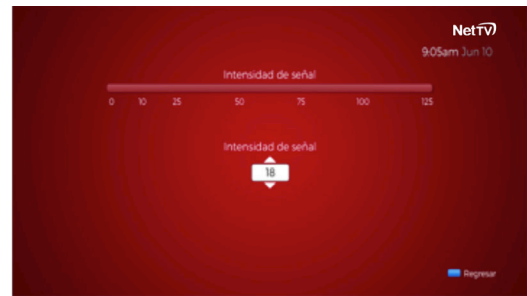 NetTV
9:05am Jun 10
Intensidad de señal
0 10 25 50 75 100 125
Intensidad de señal
18
Regresar